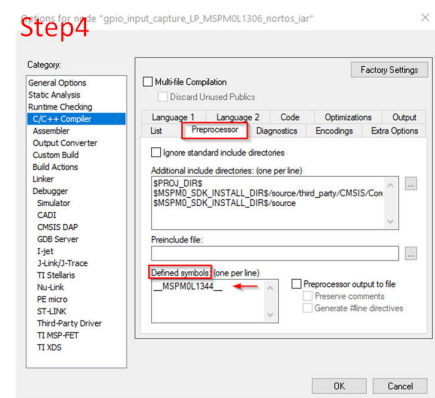 Step4
Options for node "gpio_input_capture_LP_MSPM0L1306_nortos_iar"
Category:
General Options
Static Analysis
Runtime Checking
C/C++ Compiler
Assembler
Output Converter
Custom Build
Build Actions
Linker
Debugger
Simulator
CADI
CMSIS DAP
GDB Server
I-jet
J-Link/J-Trace
TI Stellaris
Nu-Link
PE micro
ST-LINK
Third-Party Driver
TI MSP-FET
TI XDS
Factory Settings
Multi-file Compilation
Discard Unused Publics
Language 1 Language 2 Code Optimizations Output
List Preprocessor Diagnostics Encodings Extra Options
Ignore standard include directories
Additional include directories: (one per line)
$PROJ_DIR$
$MSPM0_SDK_INSTALL_DIR$/source/third_party/CMSIS/Con
$MSPM0_SDK_INSTALL_DIR$/source
...
Preinclude file:
...
Defined symbols: (one per line)
__MSPM0L1344__
Preprocessor output to file
Preserve comments
Generate #line directives
OK Cancel